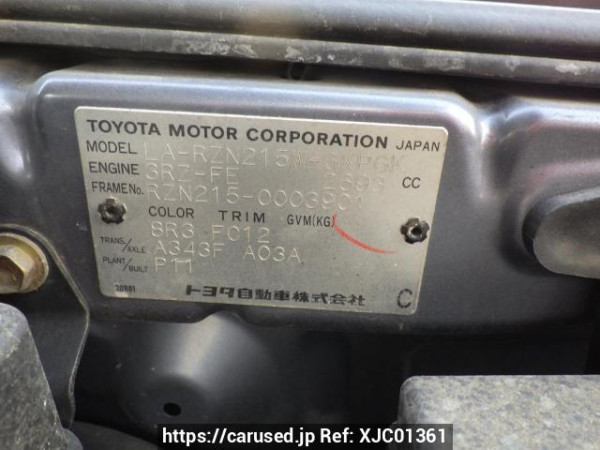 TOYOTA MOTOR CORPORATION JAPAN
MODEL LA-RZN215W-GKPGK
ENGINE 3RZ-FE 2693 CC
FRAME No. RZN215-0003901
COLOR TRIM GVM(KG)
8R3 FC12
TRANS./AXLE A343F A03A
PLANT/BUILT P11
トヨタ自動車株式会社 C
30881
https://carused.jp Ref: XJC01361